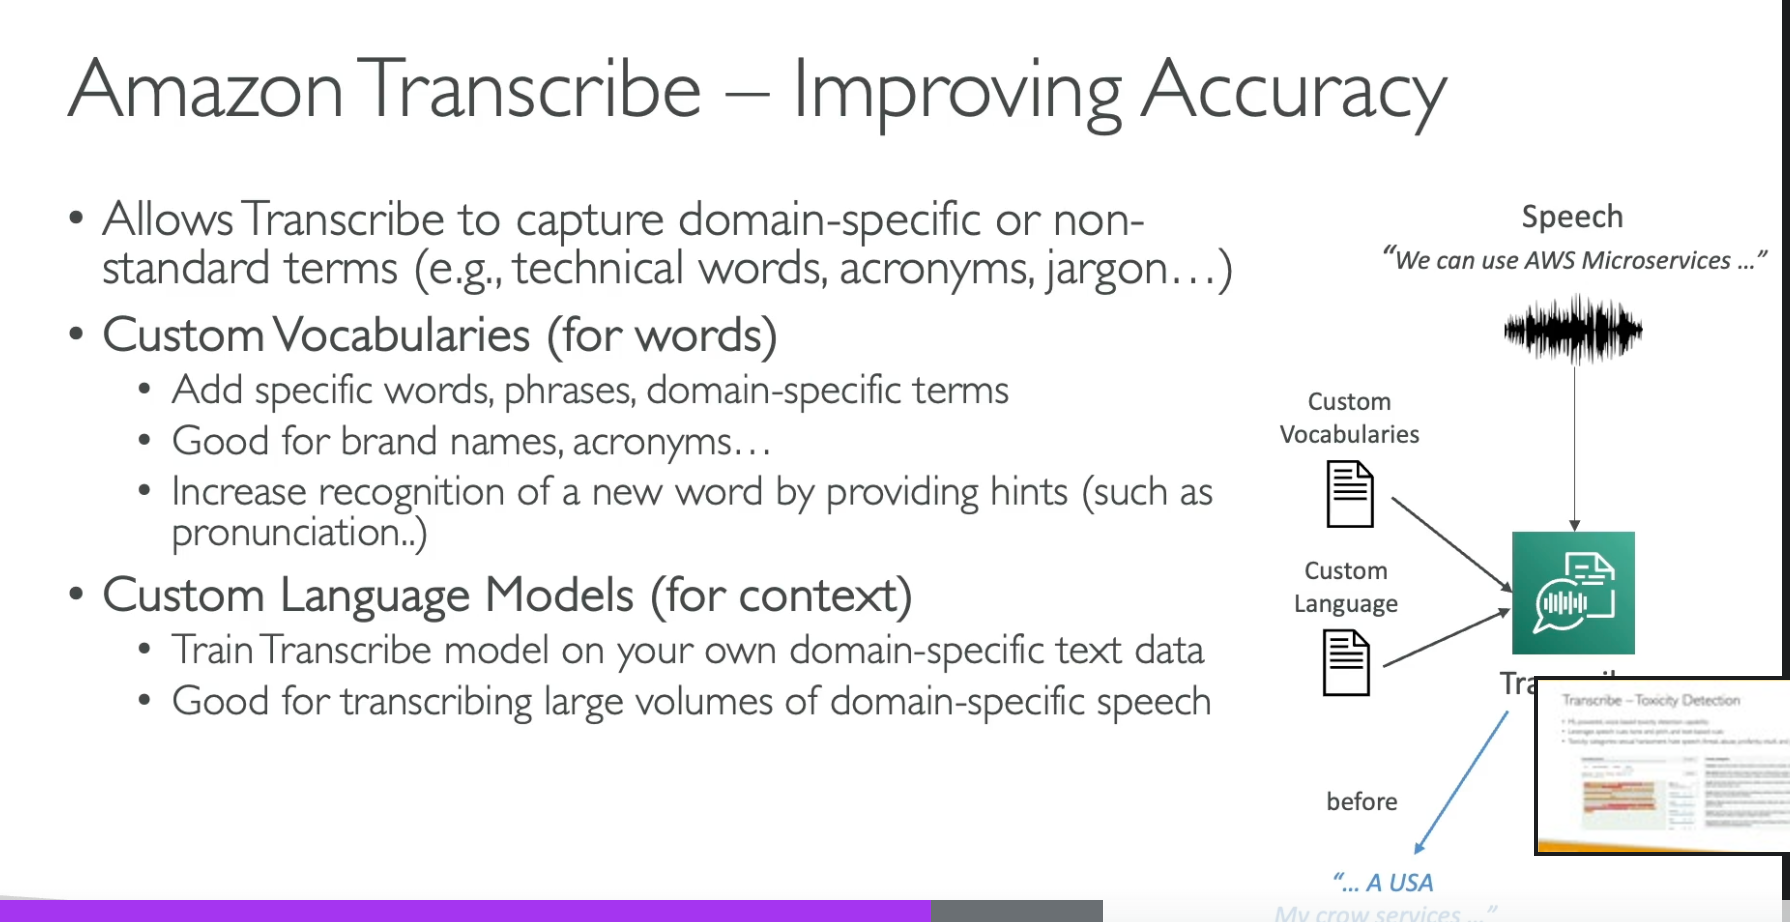 Amazon Transcribe – Improving Accuracy
• Allows Transcribe to capture domain-specific or non-
standard terms (e.g., technical words, acronyms, jargon…)
• Custom Vocabularies (for words)
• Add specific words, phrases, domain-specific terms
• Good for brand names, acronyms…
• Increase recognition of a new word by providing hints (such as
pronunciation..)
• Custom Language Models (for context)
• Train Transcribe model on your own domain-specific text data
• Good for transcribing large volumes of domain-specific speech
Speech
“We can use AWS Microservices …”
Custom
Vocabularies
Custom
Language
Transcribe – Toxicity Detection
before
“… A USA
My crow services …”